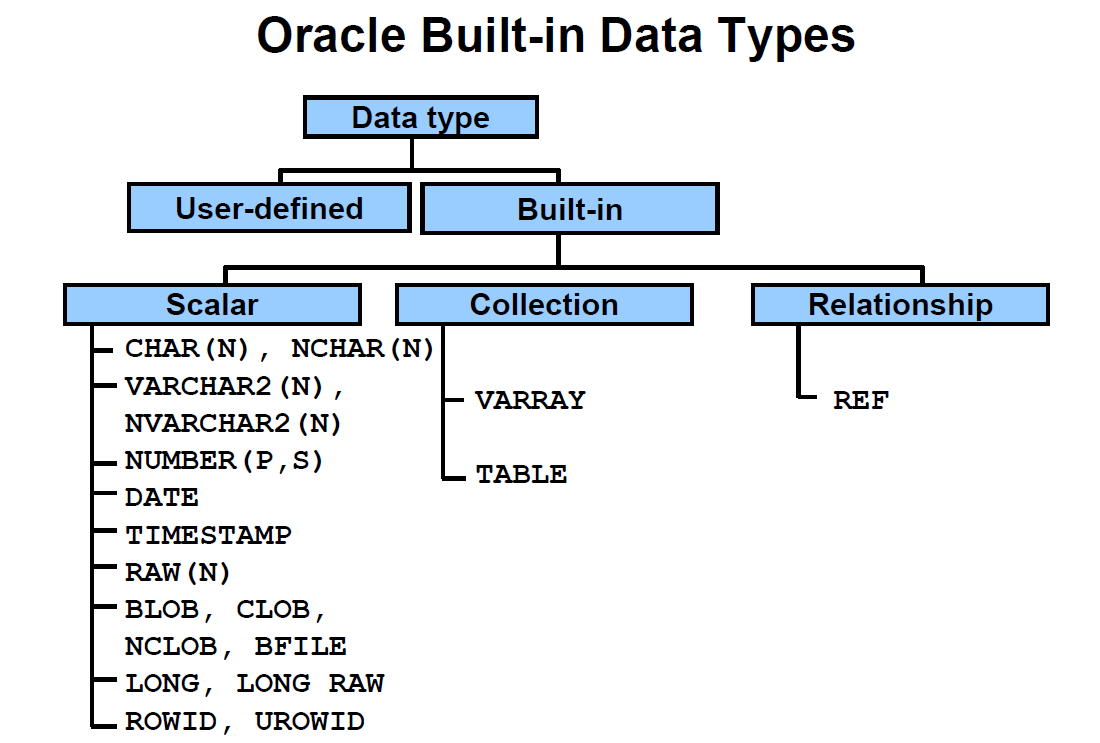 Oracle Built-in Data Types
Data type
User-defined
Built-in
Scalar
Collection
Relationship
CHAR(N), NCHAR(N)
VARCHAR2(N),
NVARCHAR2(N)
NUMBER(P,S)
DATE
TIMESTAMP
RAW(N)
BLOB, CLOB,
NCLOB, BFILE
LONG, LONG RAW
ROWID, UROWID
VARRAY
TABLE
REF